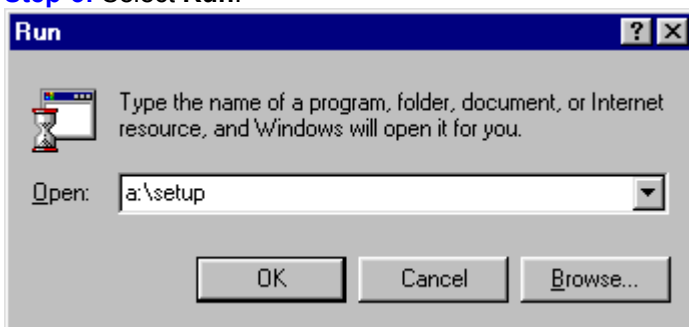 Select Run.
Run
Type the name of a program, folder, document, or Internet
resource, and Windows will open it for you.
Open: a:\setup
OK Cancel Browse...